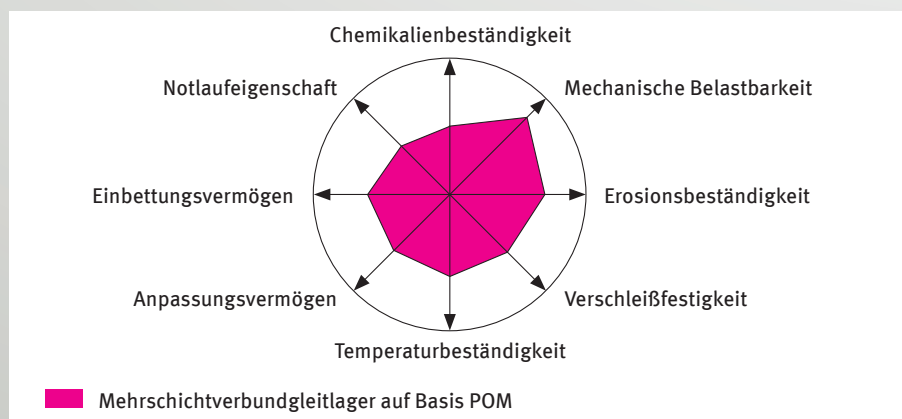 Chemikalienbeständigkeit
Notlaufeigenschaft
Mechanische Belastbarkeit
Einbettungsvermögen
Erosionsbeständigkeit
Anpassungsvermögen
Verschleißfestigkeit
Temperaturbeständigkeit
Mehrschichtverbundgleitlager auf Basis POM